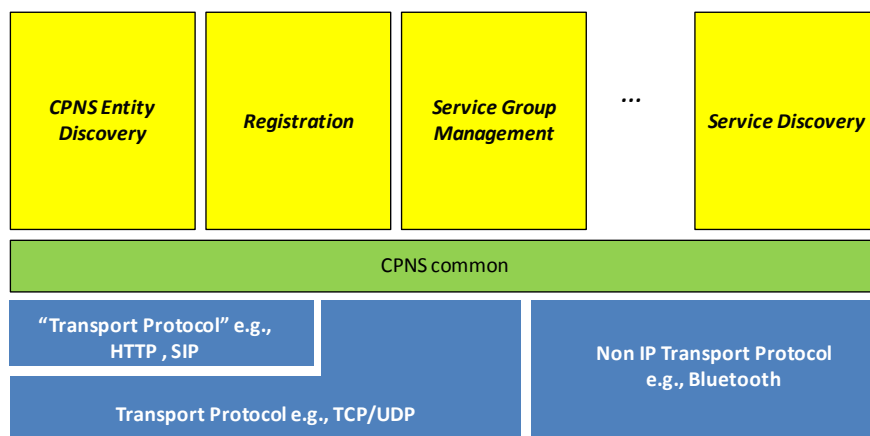 CPNS Entity
Discovery
Registration
Service Group
Management
...
Service Discovery
CPNS common
“Transport Protocol” e.g.,
HTTP , SIP
Non IP Transport Protocol
e.g., Bluetooth
Transport Protocol e.g., TCP/UDP